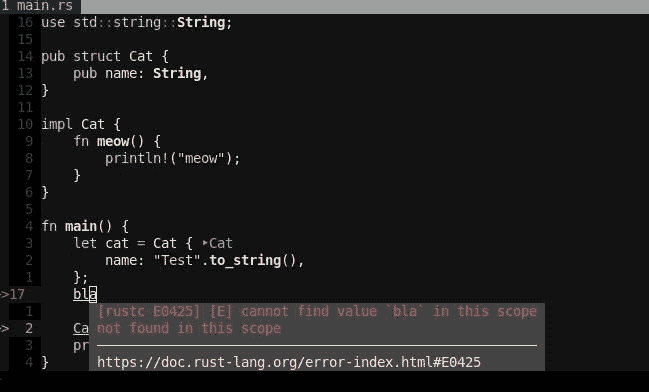 1 main.rs
16 use std::string::String;
15
14 pub struct Cat {
13     pub name: String,
12 }
11
10 impl Cat {
9     fn meow() {
8         println!("meow");
7     }
6 }
5
4 fn main() {
3     let cat = Cat { ‣Cat
2         name: "Test".to_string(),
1     };
>>17     bla
1 [rustc E0425] [E] cannot find value `bla` in this scope
>> 2     Ca not found in this scope
3     pr
4 } https://doc.rust-lang.org/error-index.html#E0425